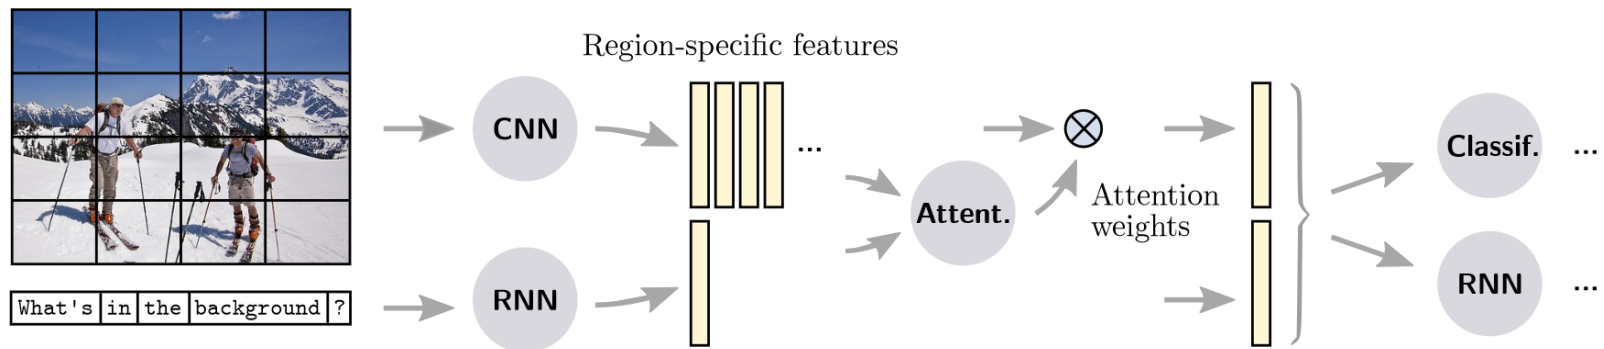 Region-specific features
CNN
...
Classif.
...
Attent.
Attention
weights
What's in the background ?
RNN
RNN
...